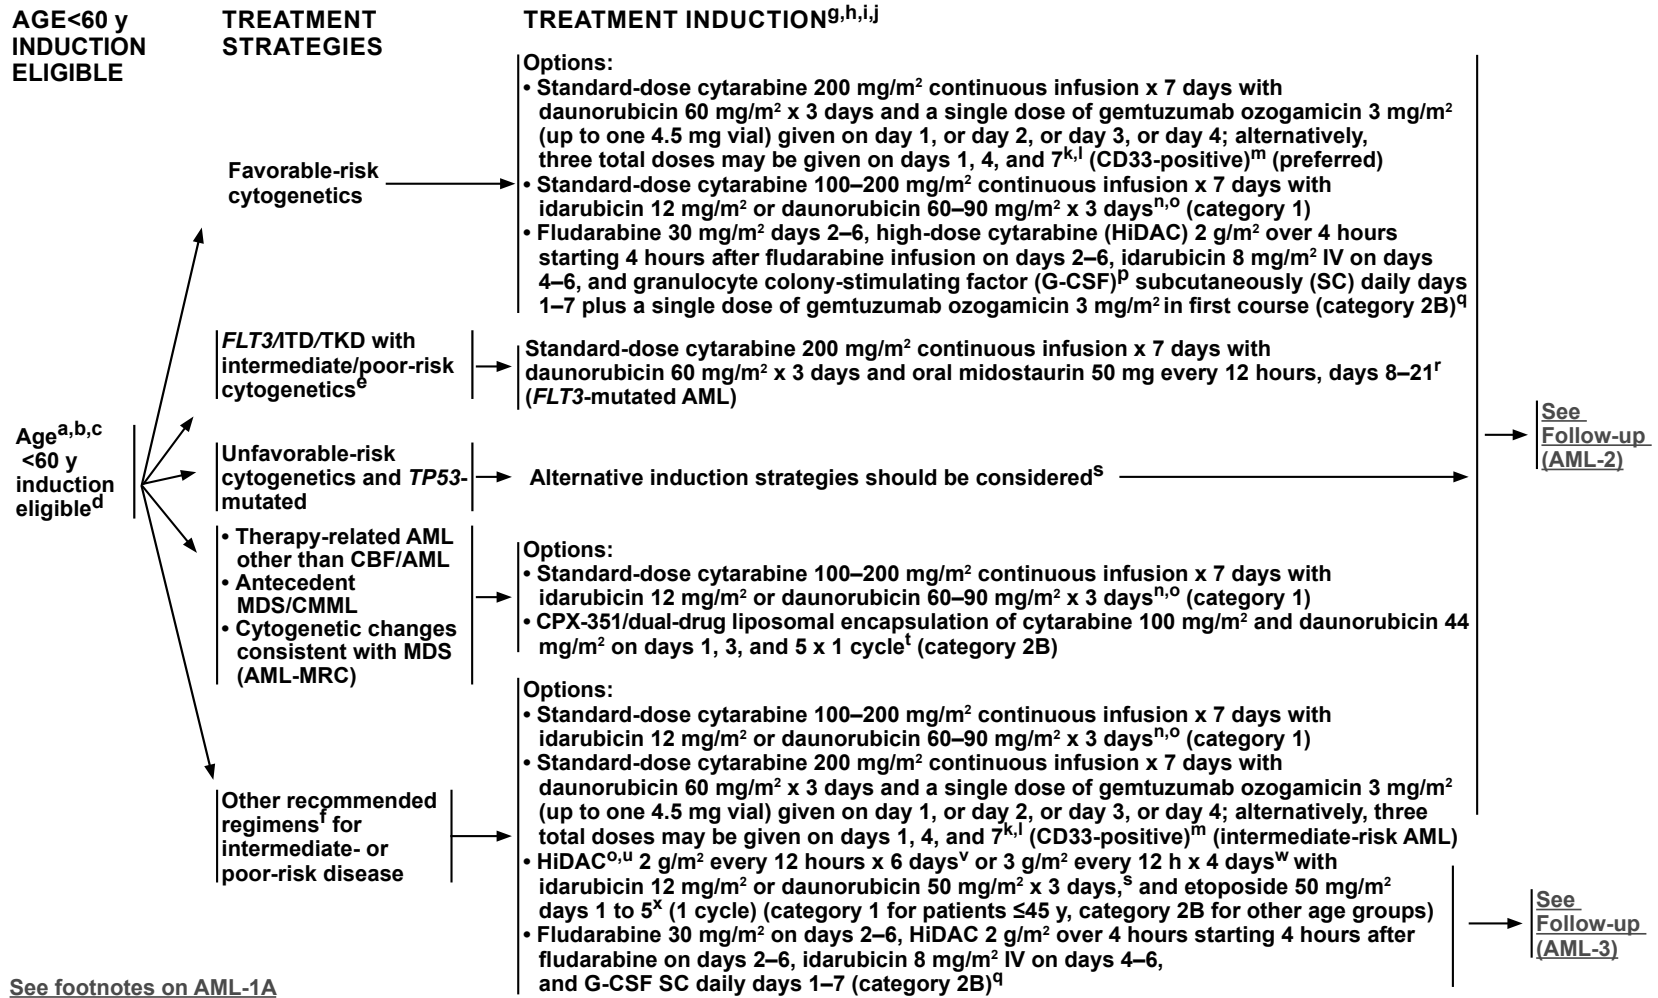 AGE<60 y
INDUCTION
ELIGIBLE
TREATMENT
STRATEGIES
TREATMENT INDUCTIONg,h,i,j
Favorable-risk
cytogenetics
Options:
• Standard-dose cytarabine 200 mg/m² continuous infusion x 7 days with
daunorubicin 60 mg/m² x 3 days and a single dose of gemtuzumab ozogamicin 3 mg/m²
(up to one 4.5 mg vial) given on day 1, or day 2, or day 3, or day 4; alternatively,
three total doses may be given on days 1, 4, and 7k,l (CD33-positive)m (preferred)
• Standard-dose cytarabine 100–200 mg/m² continuous infusion x 7 days with
idarubicin 12 mg/m² or daunorubicin 60–90 mg/m² x 3 daysn,o (category 1)
• Fludarabine 30 mg/m² days 2–6, high-dose cytarabine (HiDAC) 2 g/m² over 4 hours
starting 4 hours after fludarabine infusion on days 2–6, idarubicin 8 mg/m² IV on days
4–6, and granulocyte colony-stimulating factor (G-CSF)p subcutaneously (SC) daily days
1–7 plus a single dose of gemtuzumab ozogamicin 3 mg/m² in first course (category 2B)q
FLT3/ITD/TKD with
intermediate/poor-risk
cytogeneticse
Standard-dose cytarabine 200 mg/m² continuous infusion x 7 days with
daunorubicin 60 mg/m² x 3 days and oral midostaurin 50 mg every 12 hours, days 8–21r
(FLT3-mutated AML)
Agea,b,c
<60 y
induction
eligibled
Unfavorable-risk
cytogenetics and TP53-
mutated
Alternative induction strategies should be considereds
See
Follow-up
(AML-2)
• Therapy-related AML
other than CBF/AML
• Antecedent
MDS/CMML
• Cytogenetic changes
consistent with MDS
(AML-MRC)
Options:
• Standard-dose cytarabine 100–200 mg/m² continuous infusion x 7 days with
idarubicin 12 mg/m² or daunorubicin 60–90 mg/m² x 3 daysn,o (category 1)
• CPX-351/dual-drug liposomal encapsulation of cytarabine 100 mg/m² and daunorubicin 44
mg/m² on days 1, 3, and 5 x 1 cyclet (category 2B)
Other recommended
regimensf for
intermediate- or
poor-risk disease
Options:
• Standard-dose cytarabine 100–200 mg/m² continuous infusion x 7 days with
idarubicin 12 mg/m² or daunorubicin 60–90 mg/m² x 3 daysn,o (category 1)
• Standard-dose cytarabine 200 mg/m² continuous infusion x 7 days with
daunorubicin 60 mg/m² x 3 days and a single dose of gemtuzumab ozogamicin 3 mg/m²
(up to one 4.5 mg vial) given on day 1, or day 2, or day 3, or day 4; alternatively, three
total doses may be given on days 1, 4, and 7k,l (CD33-positive)m (intermediate-risk AML)
• HiDACo,u 2 g/m² every 12 hours x 6 daysv or 3 g/m² every 12 h x 4 daysw with
idarubicin 12 mg/m² or daunorubicin 50 mg/m² x 3 days,s and etoposide 50 mg/m²
days 1 to 5x (1 cycle) (category 1 for patients ≤45 y, category 2B for other age groups)
• Fludarabine 30 mg/m² on days 2–6, HiDAC 2 g/m² over 4 hours starting 4 hours after
fludarabine on days 2–6, idarubicin 8 mg/m² IV on days 4–6,
and G-CSF SC daily days 1–7 (category 2B)q
See
Follow-up
(AML-3)
See footnotes on AML-1A